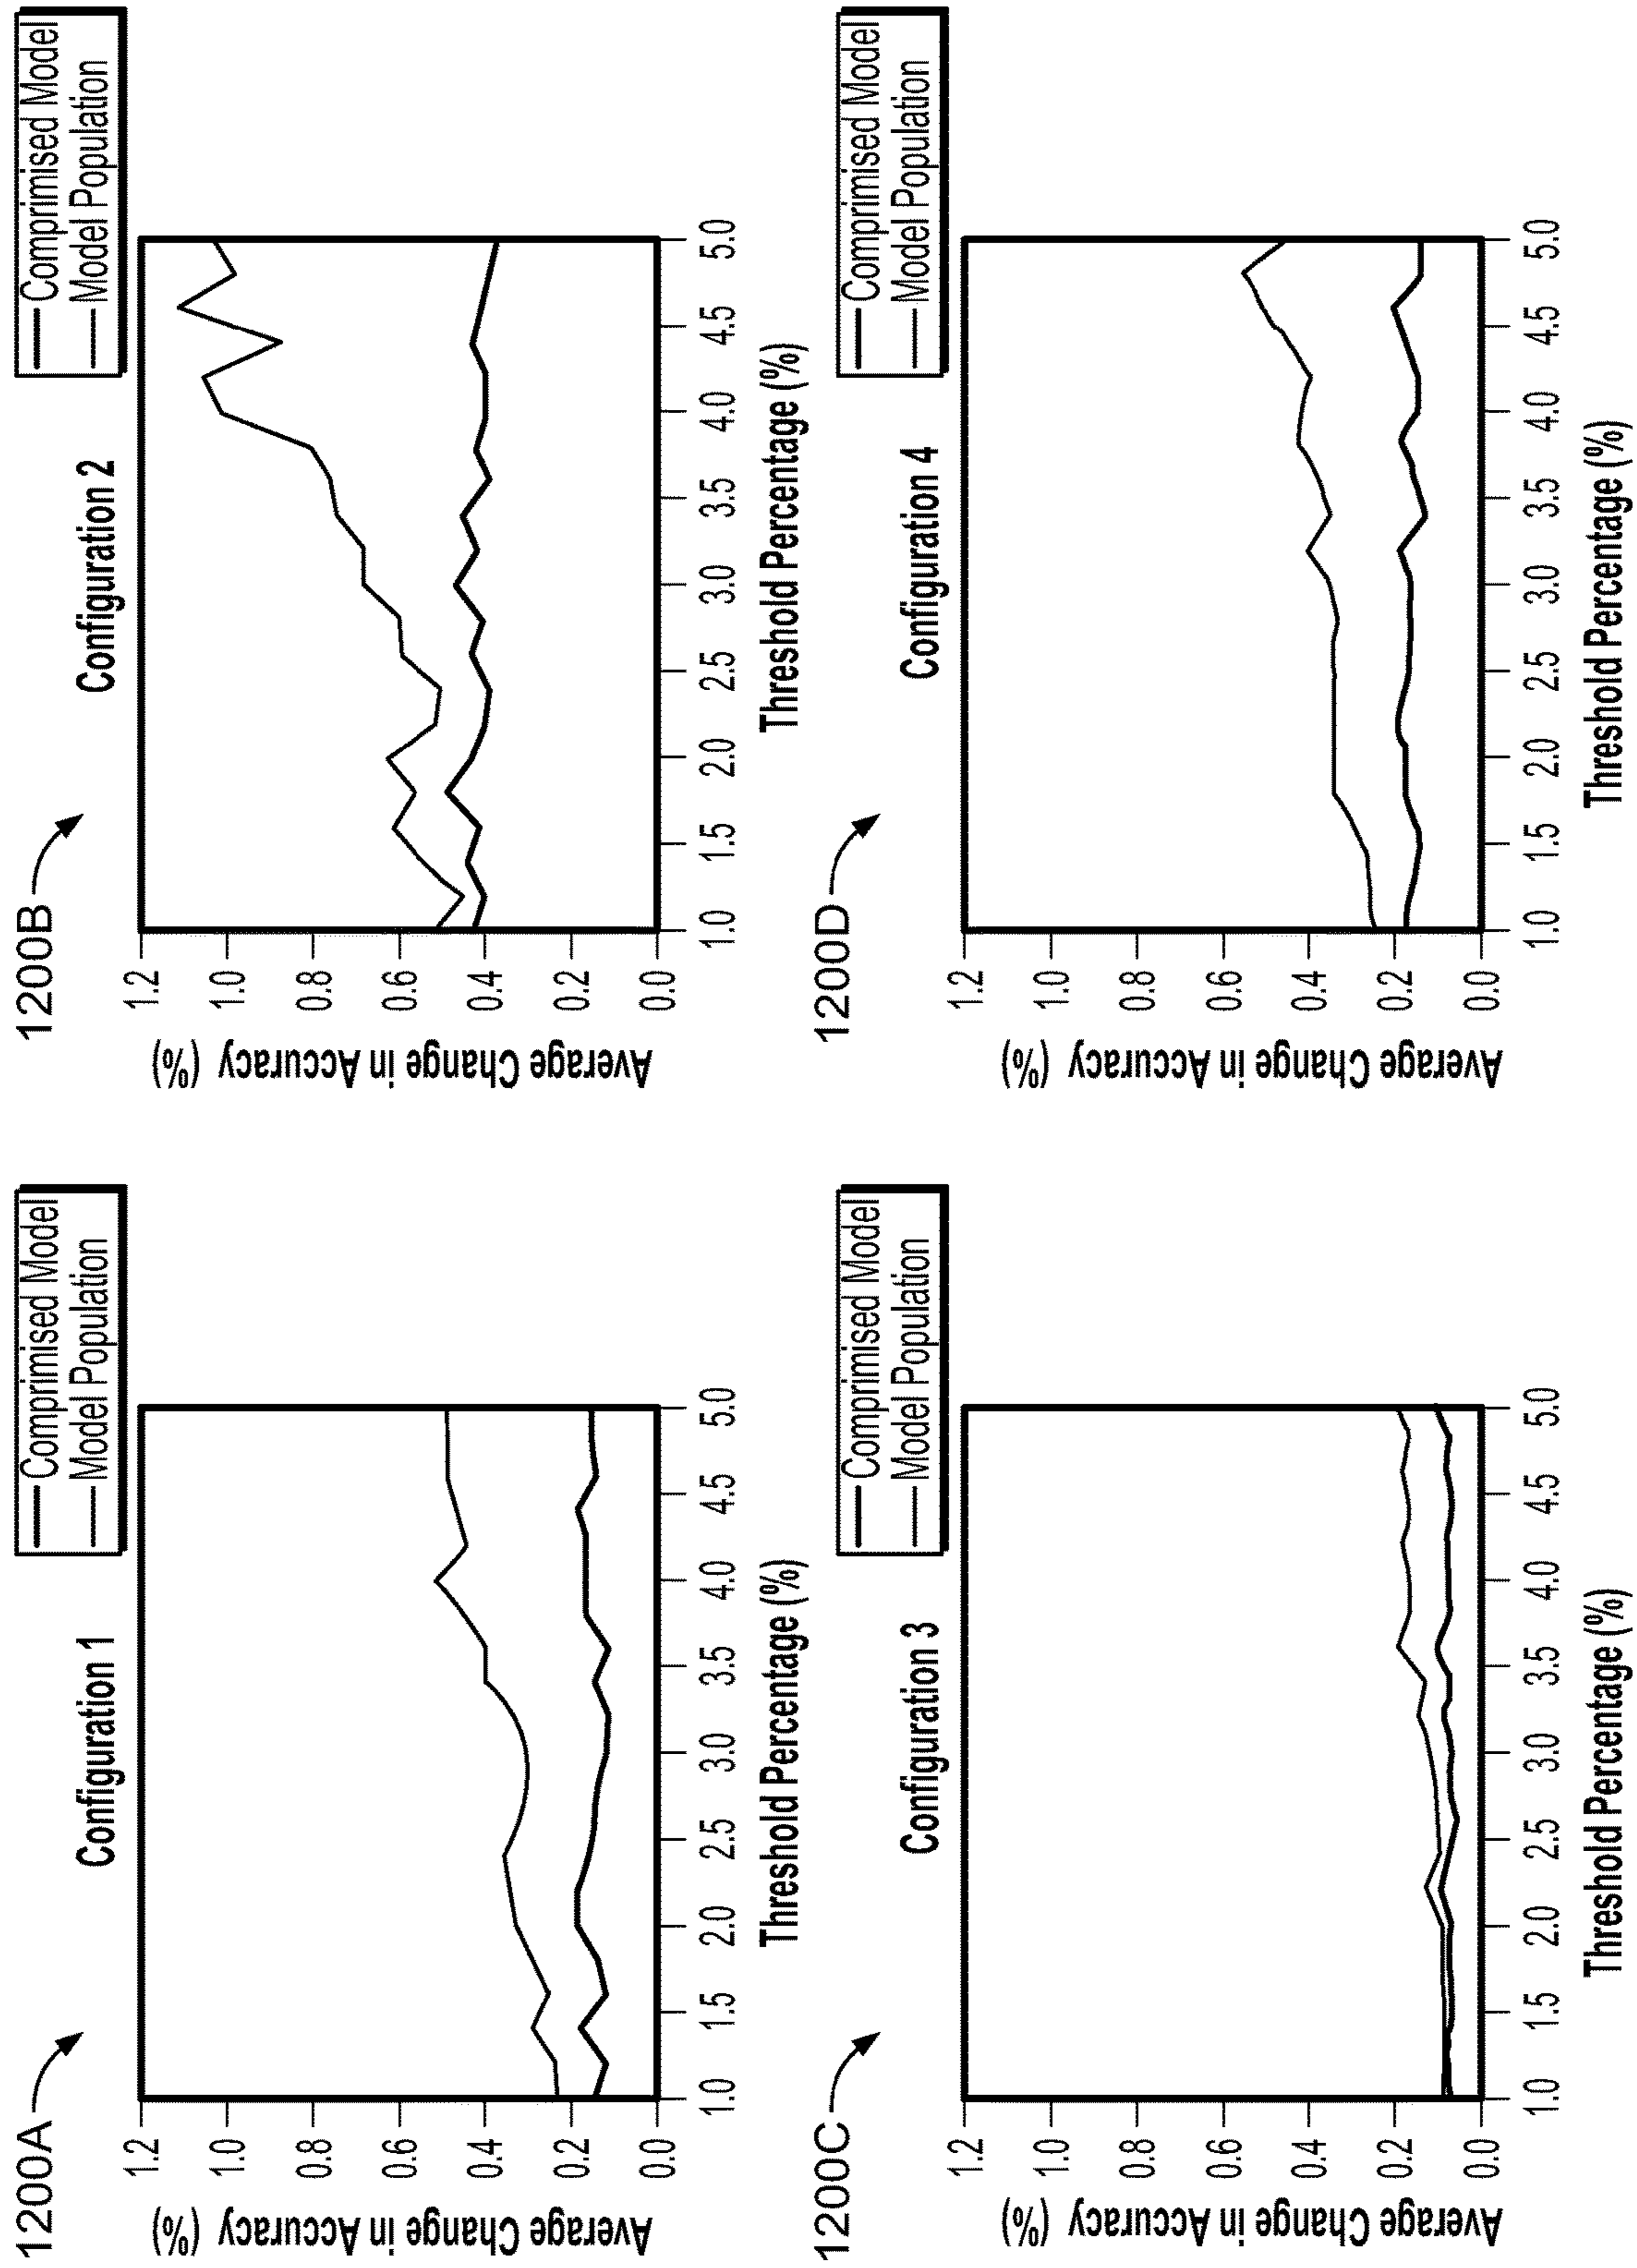 1200A
Configuration 1
Comprimised Model
Model Population
Average Change in Accuracy (%)
1.2
1.0
0.8
0.6
0.4
0.2
0.0
1.0 1.5 2.0 2.5 3.0 3.5 4.0 4.5 5.0
Threshold Percentage (%)
1200B
Configuration 2
Comprimised Model
Model Population
Average Change in Accuracy (%)
1.2
1.0
0.8
0.6
0.4
0.2
0.0
1.0 1.5 2.0 2.5 3.0 3.5 4.0 4.5 5.0
Threshold Percentage (%)
1200C
Configuration 3
Comprimised Model
Model Population
Average Change in Accuracy (%)
1.2
1.0
0.8
0.6
0.4
0.2
0.0
1.0 1.5 2.0 2.5 3.0 3.5 4.0 4.5 5.0
Threshold Percentage (%)
1200D
Configuration 4
Comprimised Model
Model Population
Average Change in Accuracy (%)
1.2
1.0
0.8
0.6
0.4
0.2
0.0
1.0 1.5 2.0 2.5 3.0 3.5 4.0 4.5 5.0
Threshold Percentage (%)